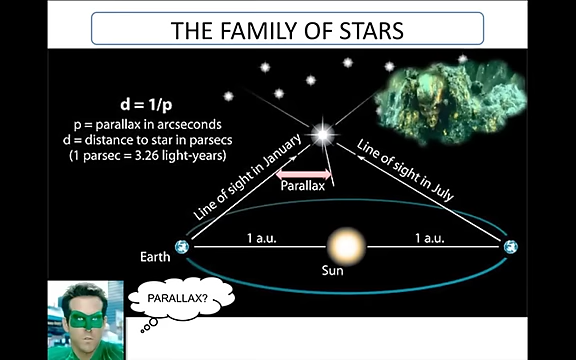 THE FAMILY OF STARS
d = 1/p
p = parallax in arcseconds
d = distance to star in parsecs
(1 parsec = 3.26 light-years)
Line of sight in January
Line of sight in July
Parallax
1 a.u.
1 a.u.
Earth
Sun
PARALLAX?